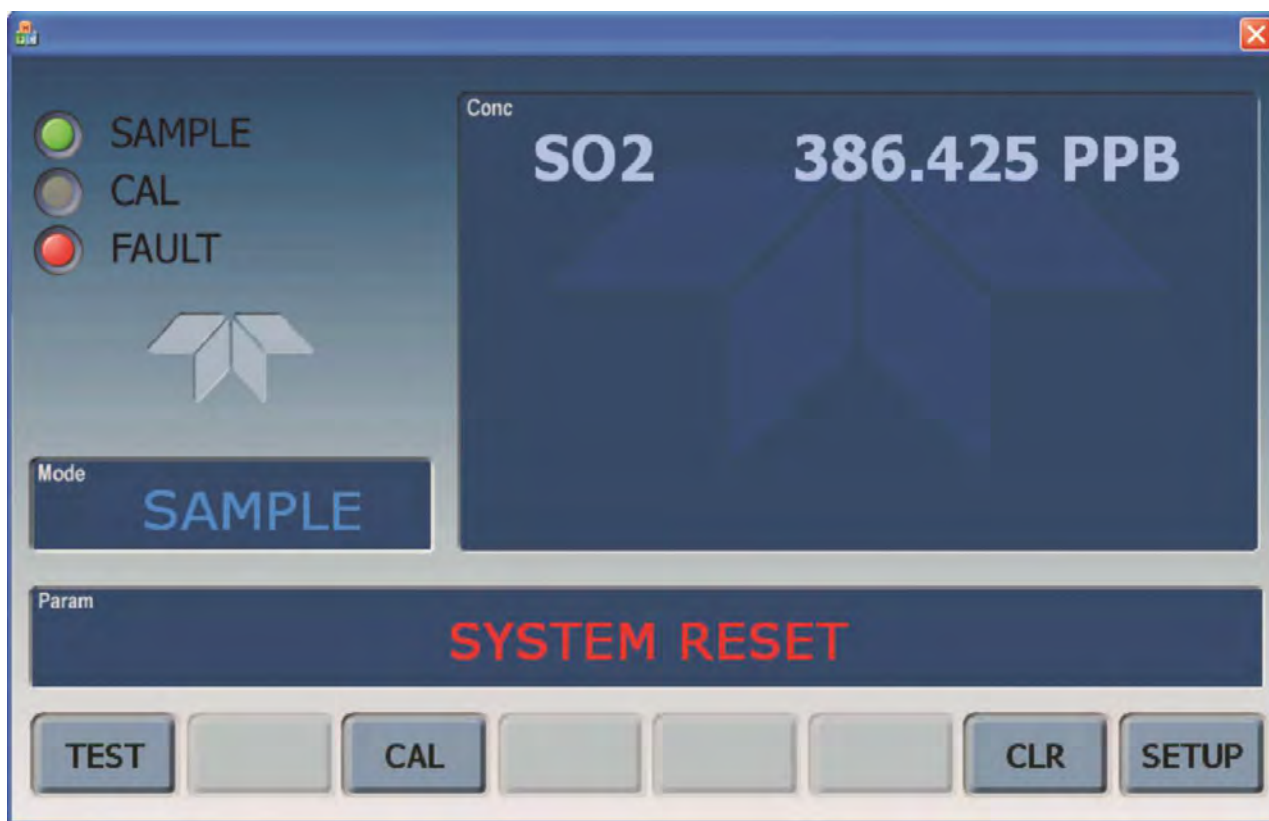 SAMPLE
CAL
FAULT
Conc
SO2 386.425 PPB
Mode
SAMPLE
Param
SYSTEM RESET
TEST CAL CLR SETUP